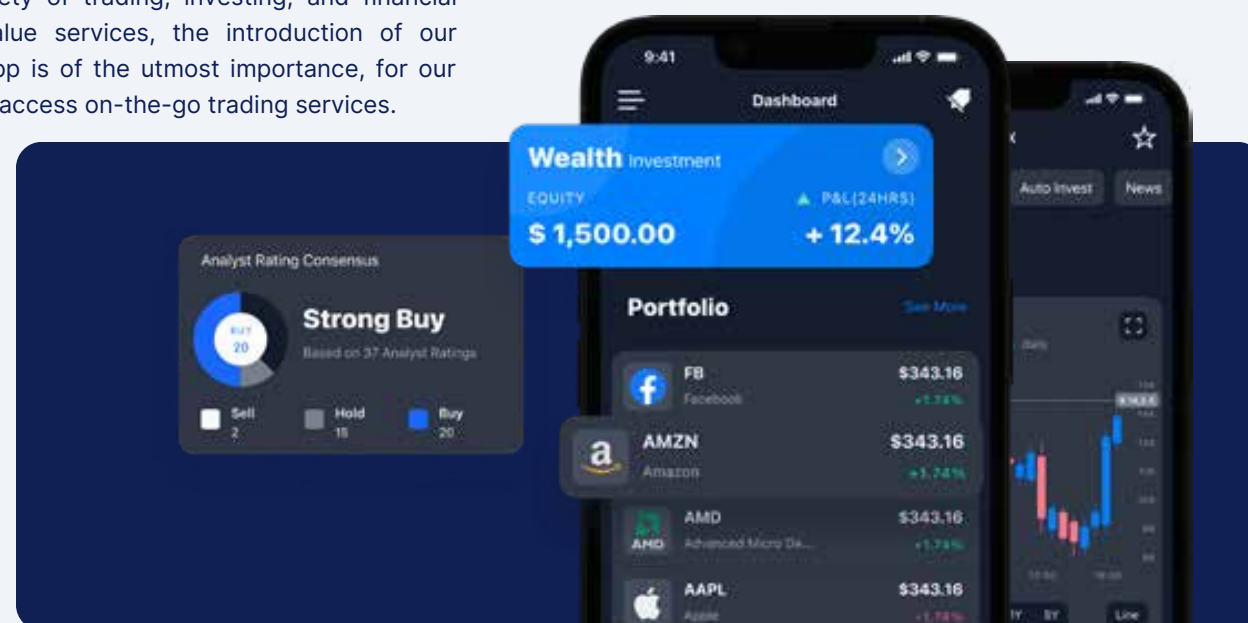 of trading, investing, and financial
services, the introduction of our
is of the utmost importance, for our
access on-the-go trading services.
9:41
Dashboard
Wealth Investment
EQUITY
P&L(24HRS)
$ 1,500.00
+ 12.4%
Auto Invest
News
Analyst Rating Consensus
BUY
20
Strong Buy
Based on 37 Analyst Ratings
Sell
2
Hold
15
Buy
20
Portfolio
See More
FB
$343.16
Facebook
+1.74%
AMZN
$343.16
Amazon
+1.74%
AMD
AMD
$343.16
Advanced Micro De...
+1.74%
AAPL
$343.16
Apple
daily
5Y
Line